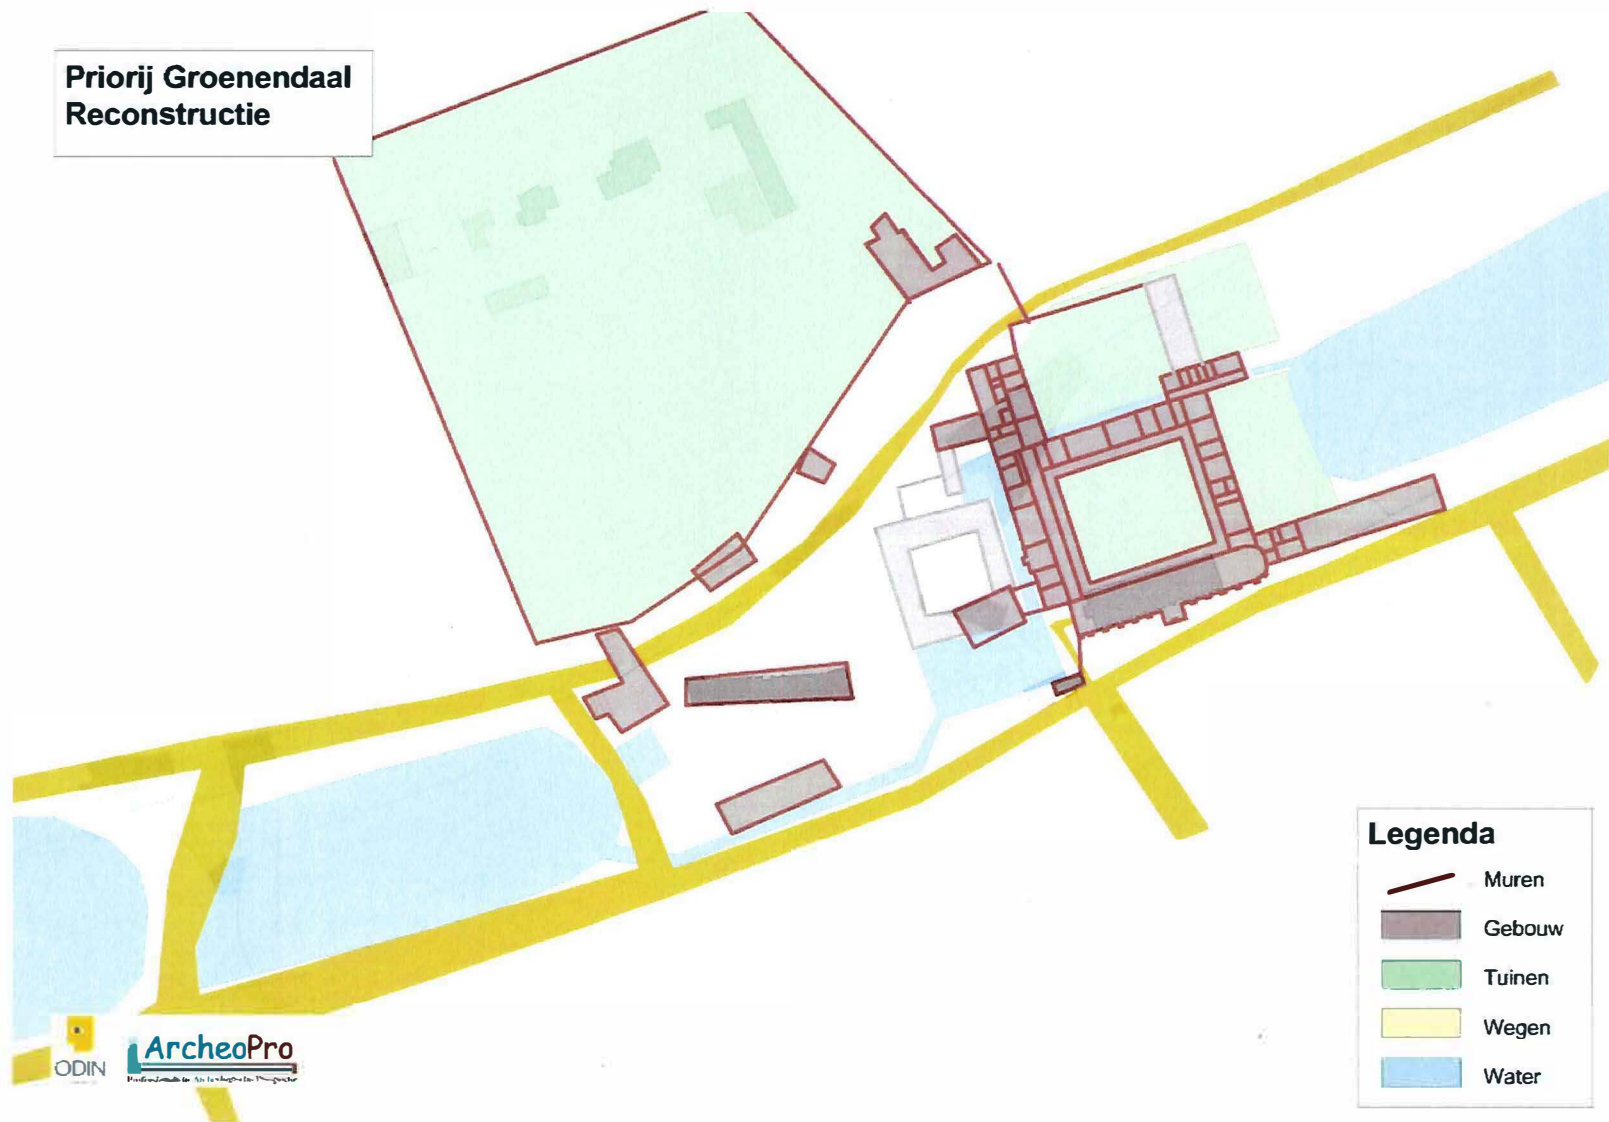 Priorij Groenendaal
Reconstructie
Legenda
Muren
Gebouw
Tuinen
Wegen
Water
ODIN
ArcheoPro